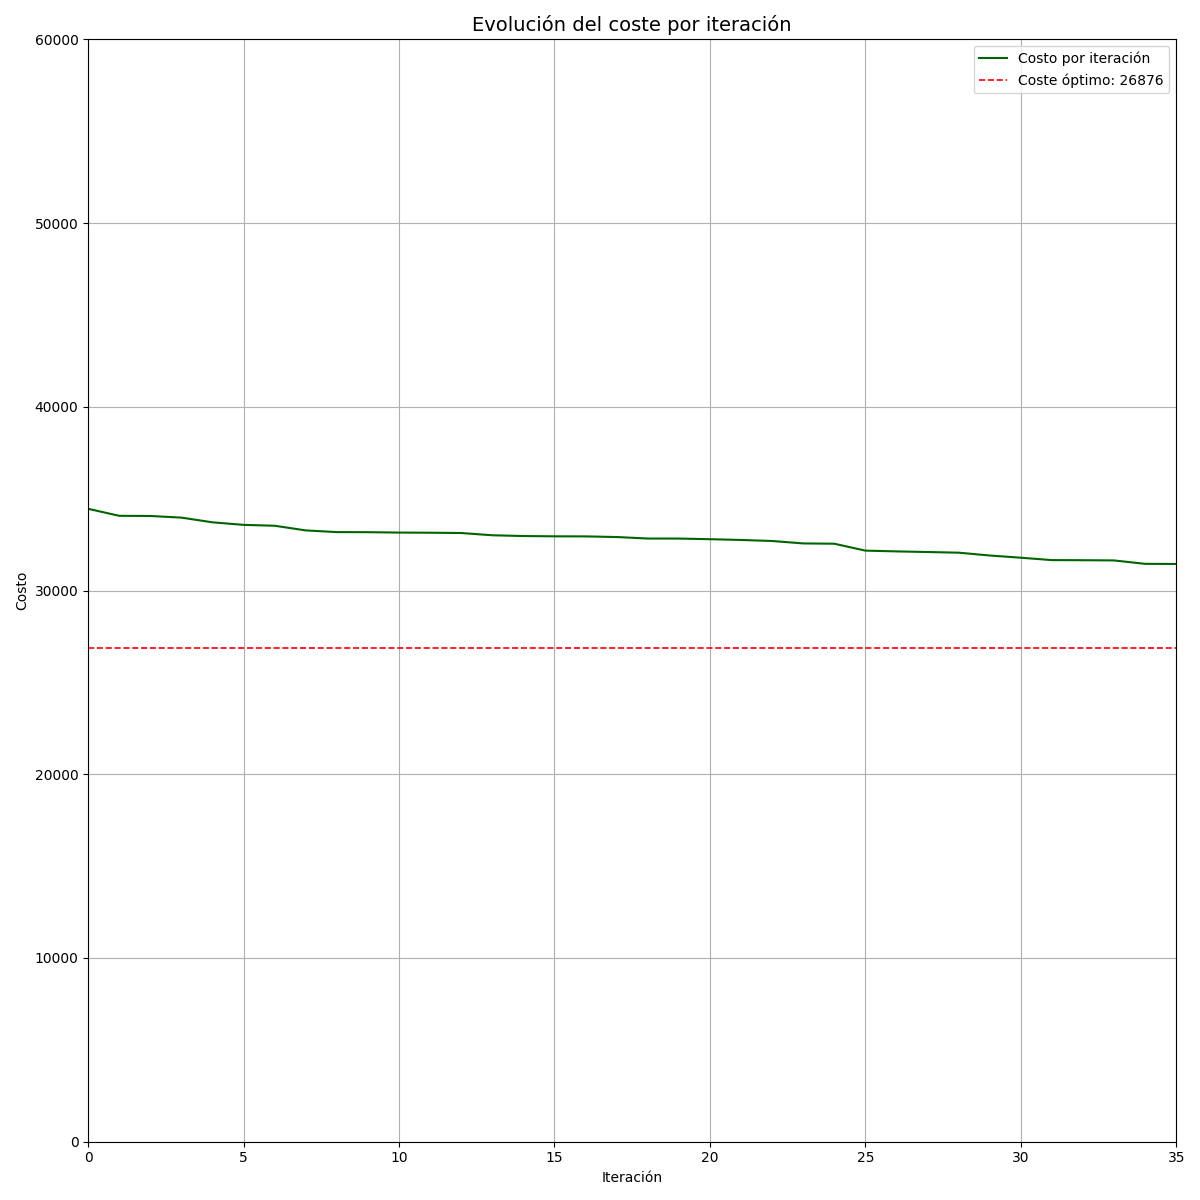 Evolución del coste por iteración
Costo por iteración
Coste óptimo: 26876
60000
50000
40000
30000
20000
10000
0
Costo
0 5 10 15 20 25 30 35
Iteración